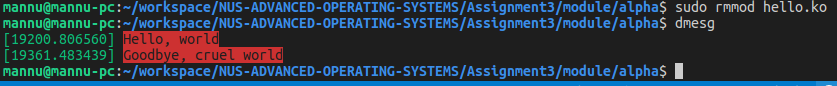 mannu@mannu-pc:~/workspace/NUS-ADVANCED-OPERATING-SYSTEMS/Assignment3/module/alpha$ sudo rmmod hello.ko
mannu@mannu-pc:~/workspace/NUS-ADVANCED-OPERATING-SYSTEMS/Assignment3/module/alpha$ dmesg
[19200.806560] Hello, world
[19361.483439] Goodbye, cruel world
mannu@mannu-pc:~/workspace/NUS-ADVANCED-OPERATING-SYSTEMS/Assignment3/module/alpha$